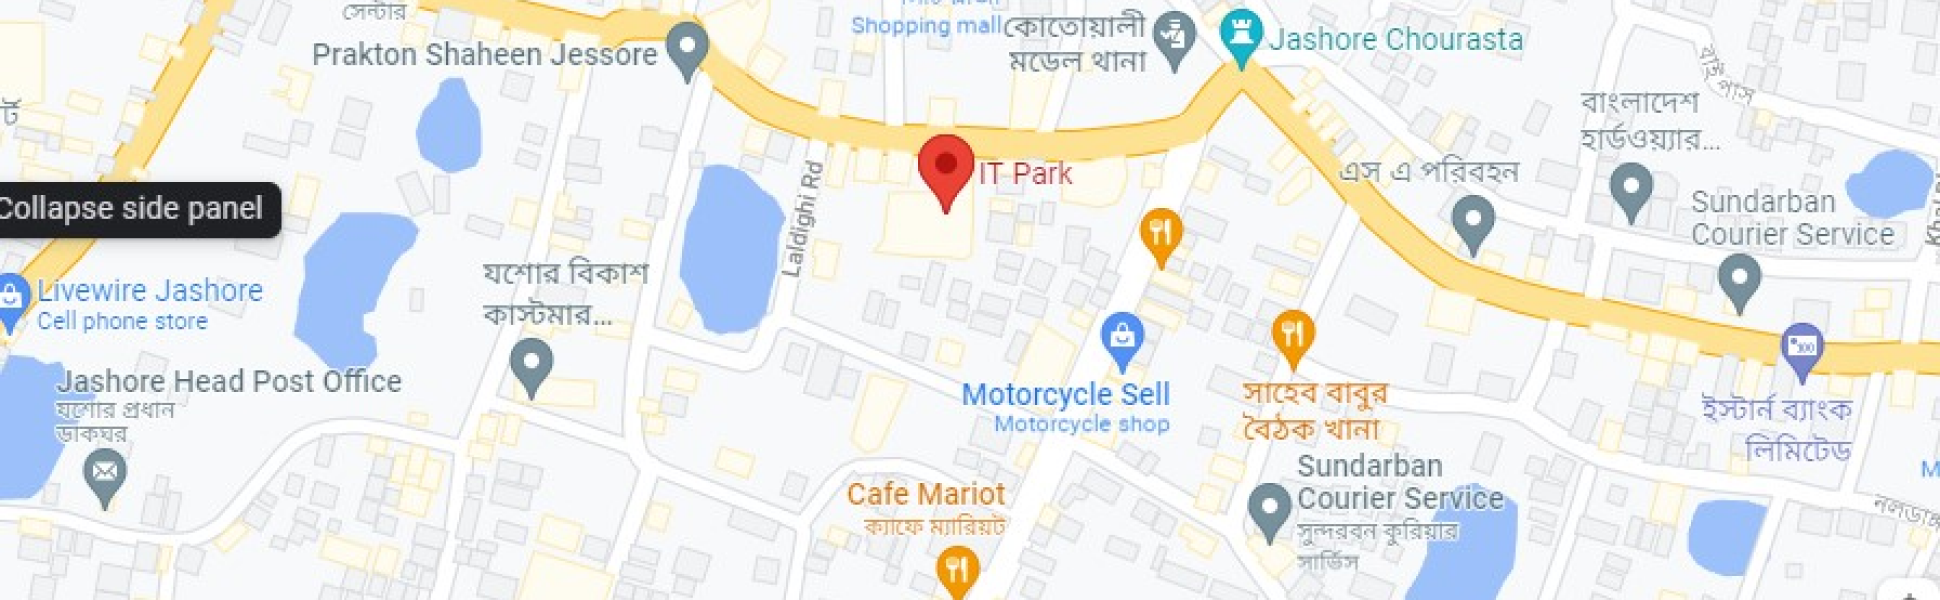 সেন্টার
Prakton Shaheen Jessore
Shopping mall
কোতোয়ালী
মডেল থানা
Jashore Chourasta
বাই পাস
বাংলাদেশ
হার্ডওয়্যার...
এস এ পরিবহন
Sundarban
Courier Service
IT Park
Laldighi Rd
Collapse side panel
Livewire Jashore
Cell phone store
যশোর বিকাশ
কাস্টমার...
Jashore Head Post Office
যশোর প্রধান
ডাকঘর
Motorcycle Sell
Motorcycle shop
সাহেব বাবুর
বৈঠক খানা
ইস্টার্ন ব্যাংক
লিমিটেড
Cafe Mariot
ক্যাফে ম্যারিয়ট
Sundarban
Courier Service
সুন্দরবন কুরিয়ার
সার্ভিস